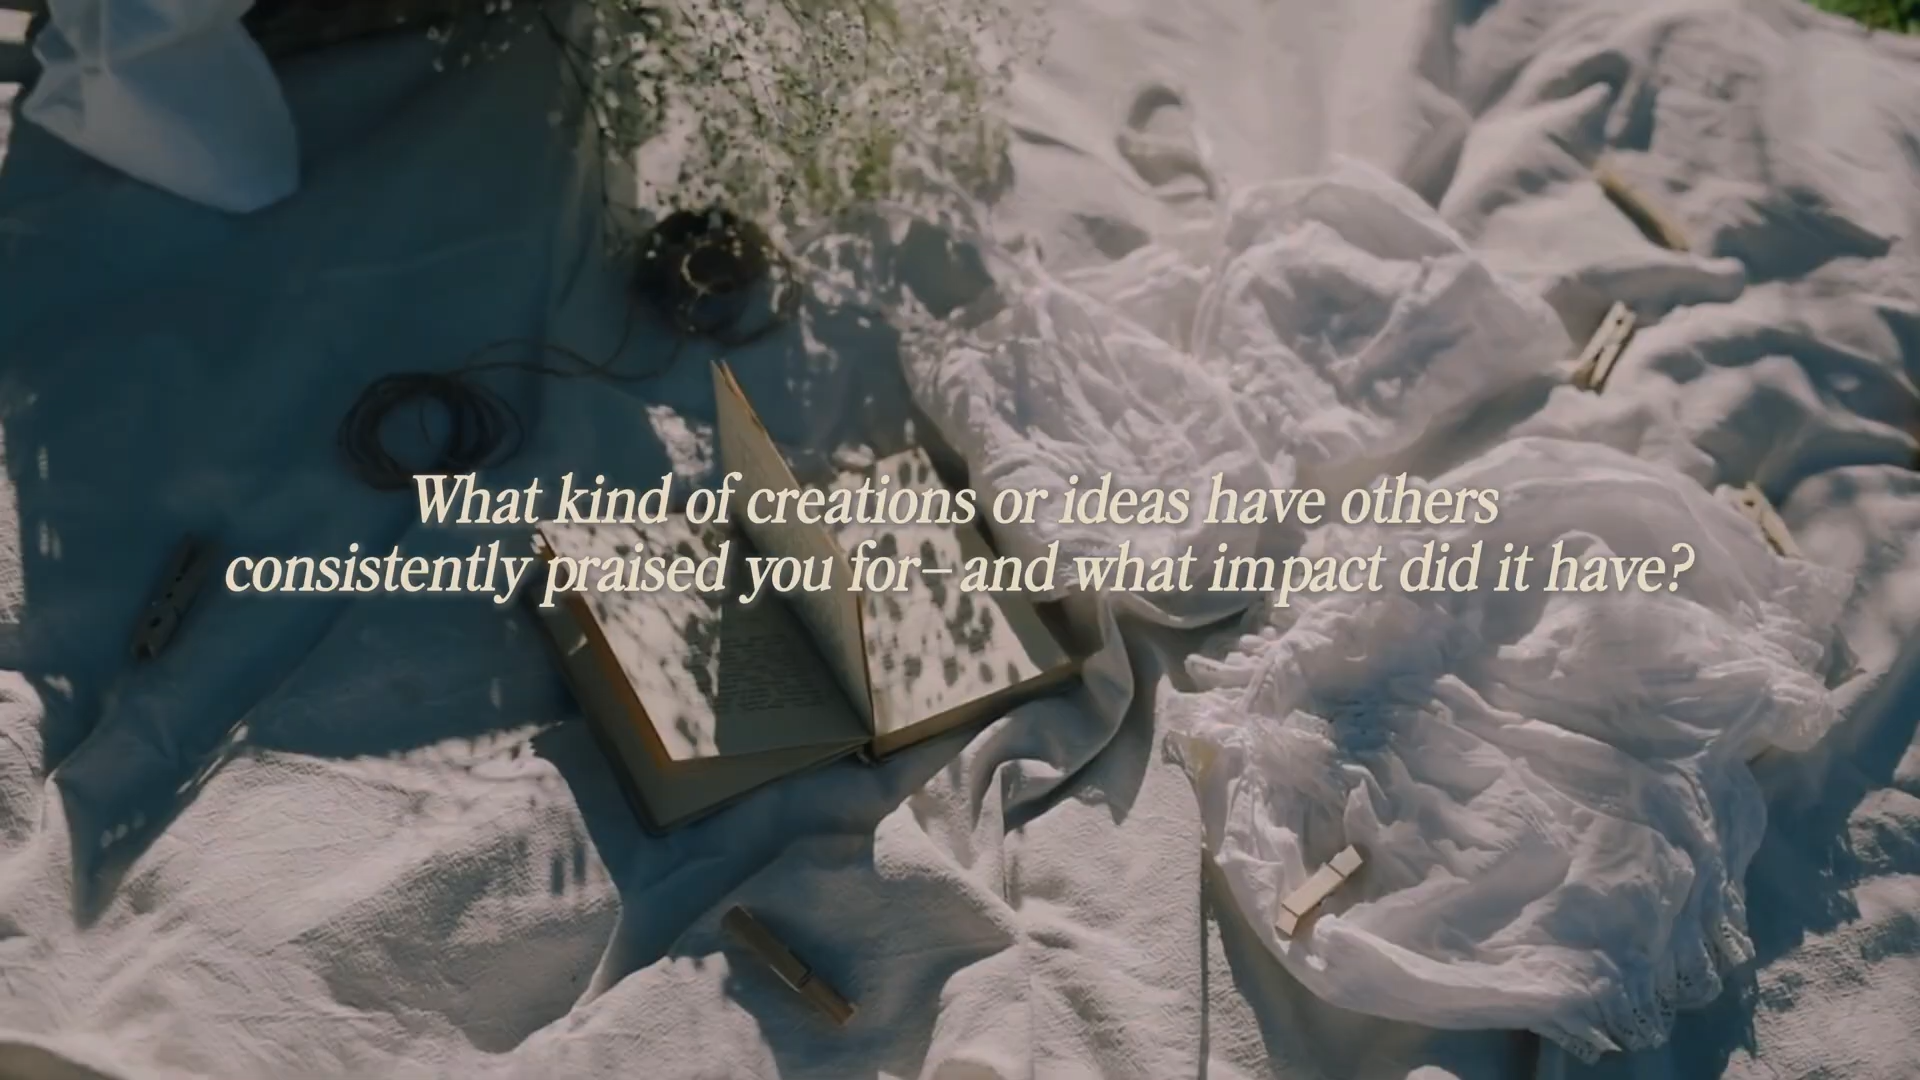 What kind of creations or ideas have others
consistently praised you for–and what impact did it have?